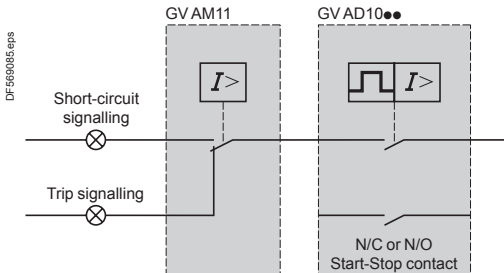 GV AM11
GV AD10●●
DF569085.eps
I>
I>
Short-circuit
signalling
Trip signalling
N/C or N/O
Start-Stop contact